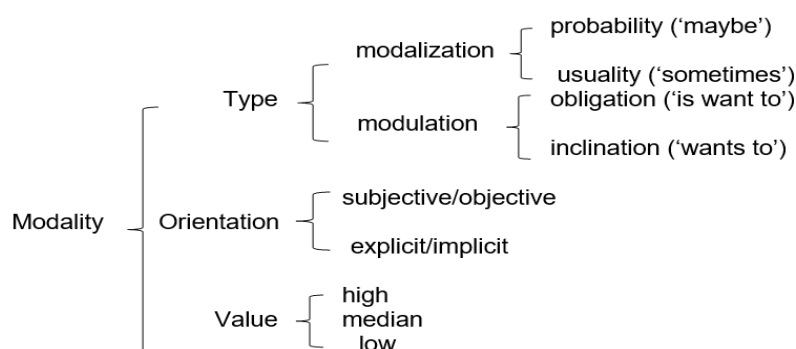 probability (‘maybe’)
modalization
usuality (‘sometimes’)
Type
obligation (‘is want to’)
modulation
inclination (‘wants to’)
subjective/objective
Modality
Orientation
explicit/implicit
high
Value
median
low